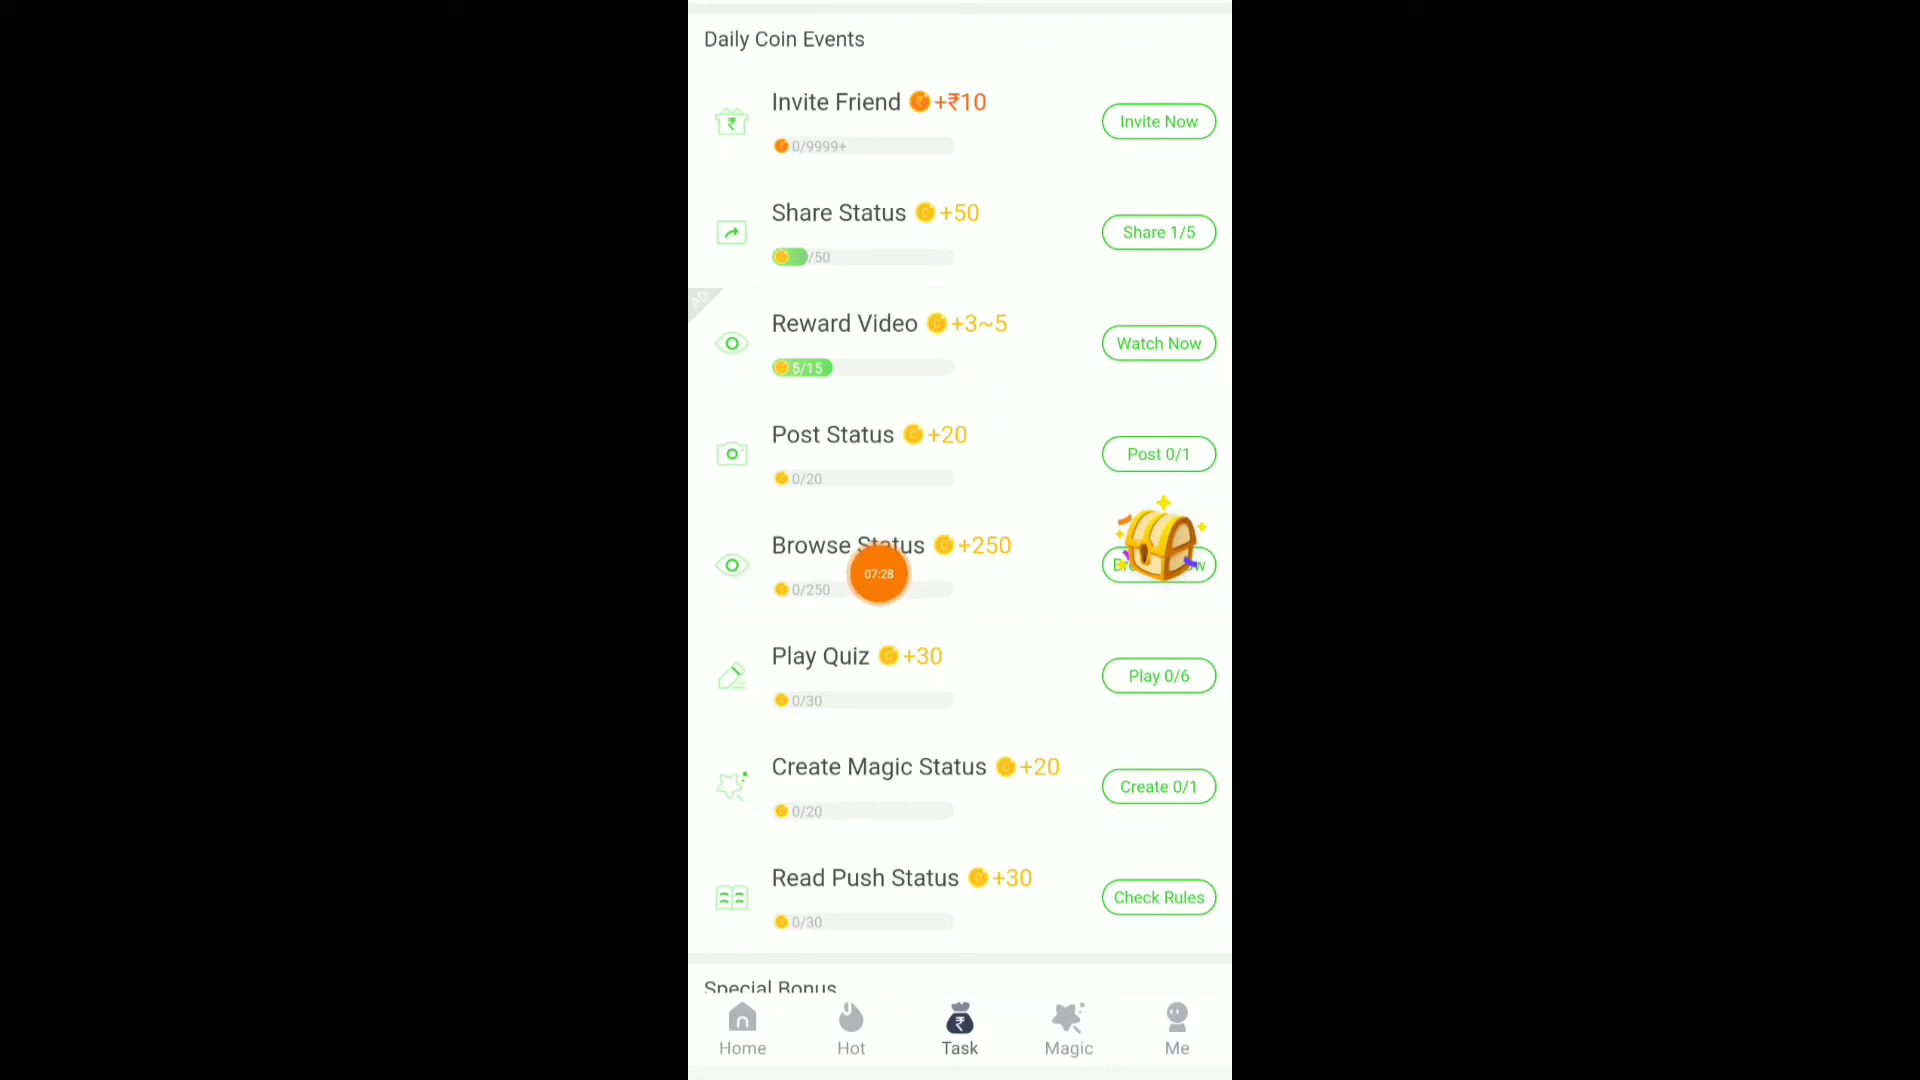 Daily Coin Events
Invite Friend +₹10
0/9999+
Invite Now
Share Status +50
/50
Share 1/5
AD
Reward Video +3~5
5/15
Watch Now
Post Status +20
0/20
Post 0/1
Browse Status +250
0/250
07:28
Play Quiz +30
0/30
Play 0/6
Create Magic Status +20
0/20
Create 0/1
Read Push Status +30
0/30
Check Rules
Special Bonus
Home
Hot
Task
Magic
Me